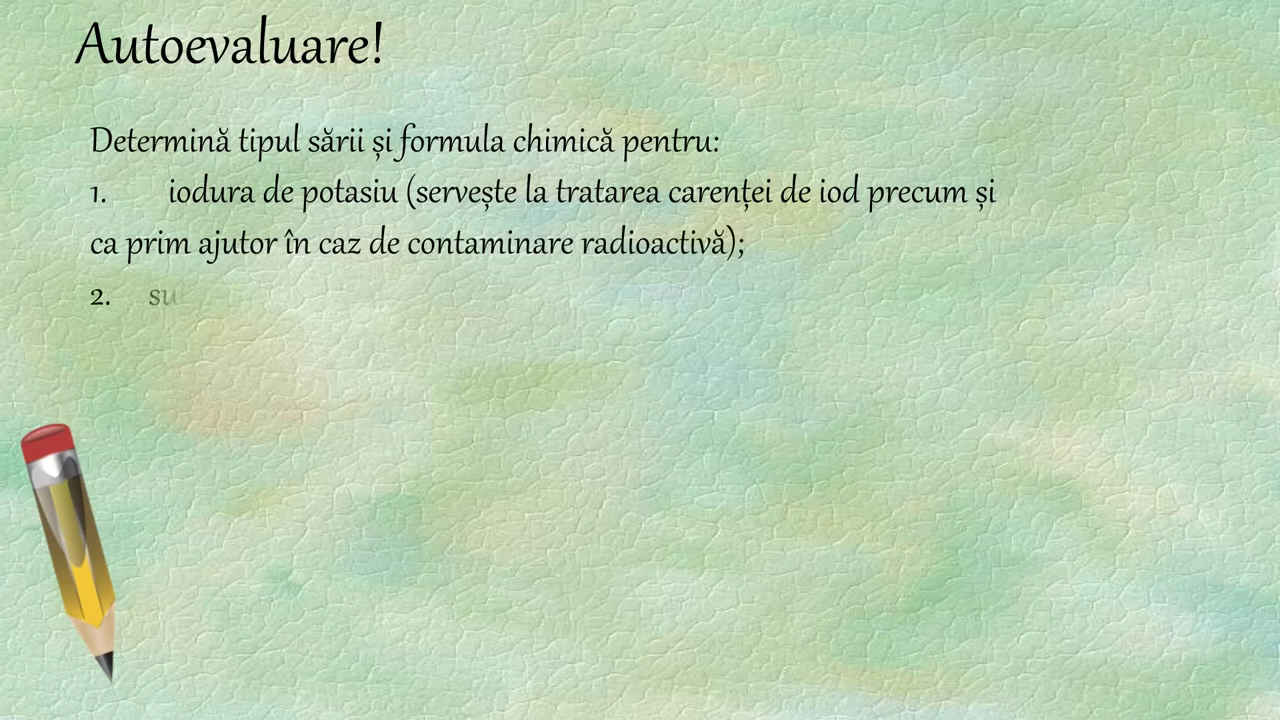 Autoevaluare!
Determină tipul sării și formula chimică pentru:
1. iodura de potasiu (servește la tratarea carenței de iod precum și
ca prim ajutor în caz de contaminare radioactivă);
2.